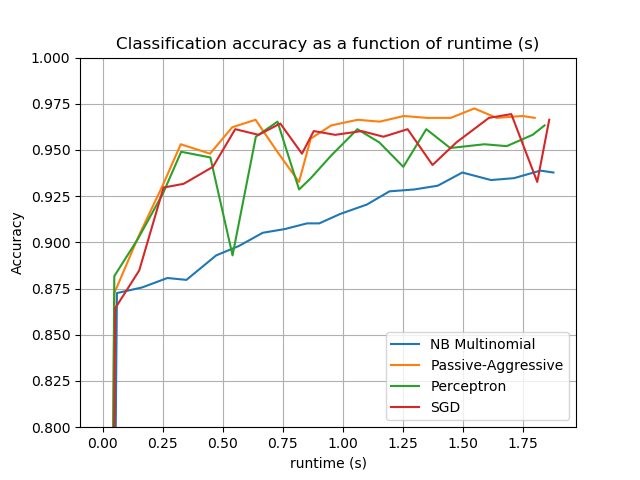 Classification accuracy as a function of runtime (s)
1.000
0.975
0.950
0.925
0.900
0.875
0.850
0.825
0.800
Accuracy
NB Multinomial
Passive-Aggressive
Perceptron
SGD
0.00 0.25 0.50 0.75 1.00 1.25 1.50 1.75
runtime (s)